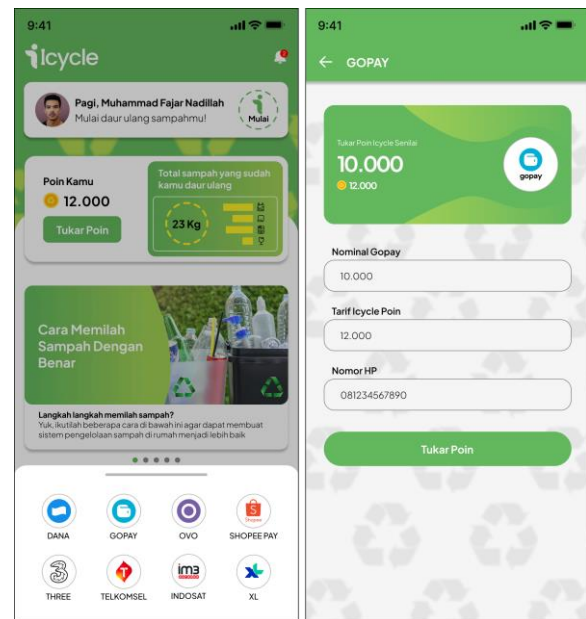 9:41
Icycle
2
Pagi, Muhammad Fajar Nadillah
Mulai daur ulang sampahmu!
Mulai
Poin Kamu
12.000
Tukar Poin
Total sampah yang sudah
kamu daur ulang
23 Kg
Cara Memilah
Sampah Dengan
Benar
Langkah langkah memilah sampah?
Yuk, ikutilah beberapa cara di bawah ini agar dapat membuat
sistem pengelolaan sampah di rumah menjadi lebih baik
DANA
GOPAY
OVO
Shopee
SHOPEE PAY
3
THREE
TELKOMSEL
im3
INDOSAT
XL
9:41
GOPAY
Tukar Poin Icycle Senilai
10.000
12.000
gopay
Nominal Gopay
10.000
Tarif Icycle Poin
12.000
Nomor HP
081234567890
Tukar Poin